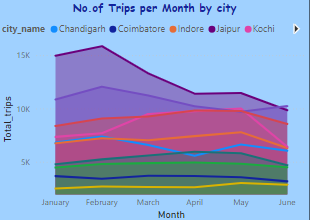 No.of Trips per Month by city
city_name Chandigarh Coimbatore Indore Jaipur Kochi
15K
10K
5K
Total_trips
January February March April May June
Month